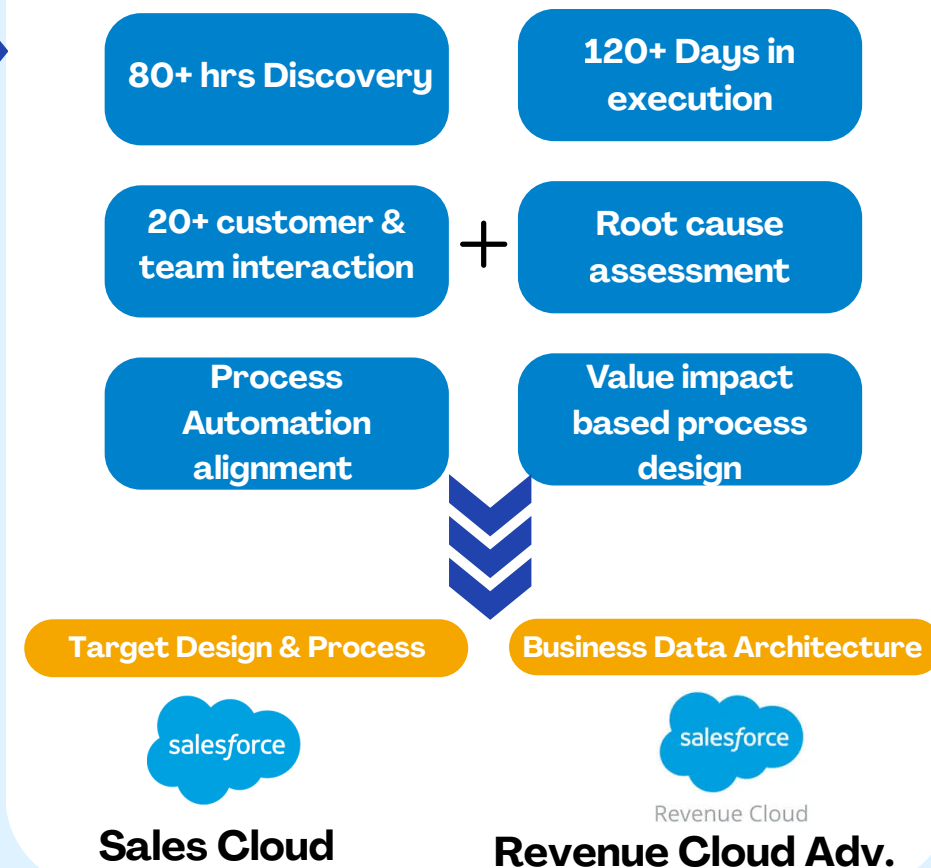 80+ hrs Discovery
120+ Days in
execution
20+ customer &
team interaction
+
Root cause
assessment
Process
Automation
alignment
Value impact
based process
design
Target Design & Process
Business Data Architecture
salesforce
salesforce
Revenue Cloud
Sales Cloud
Revenue Cloud Adv.